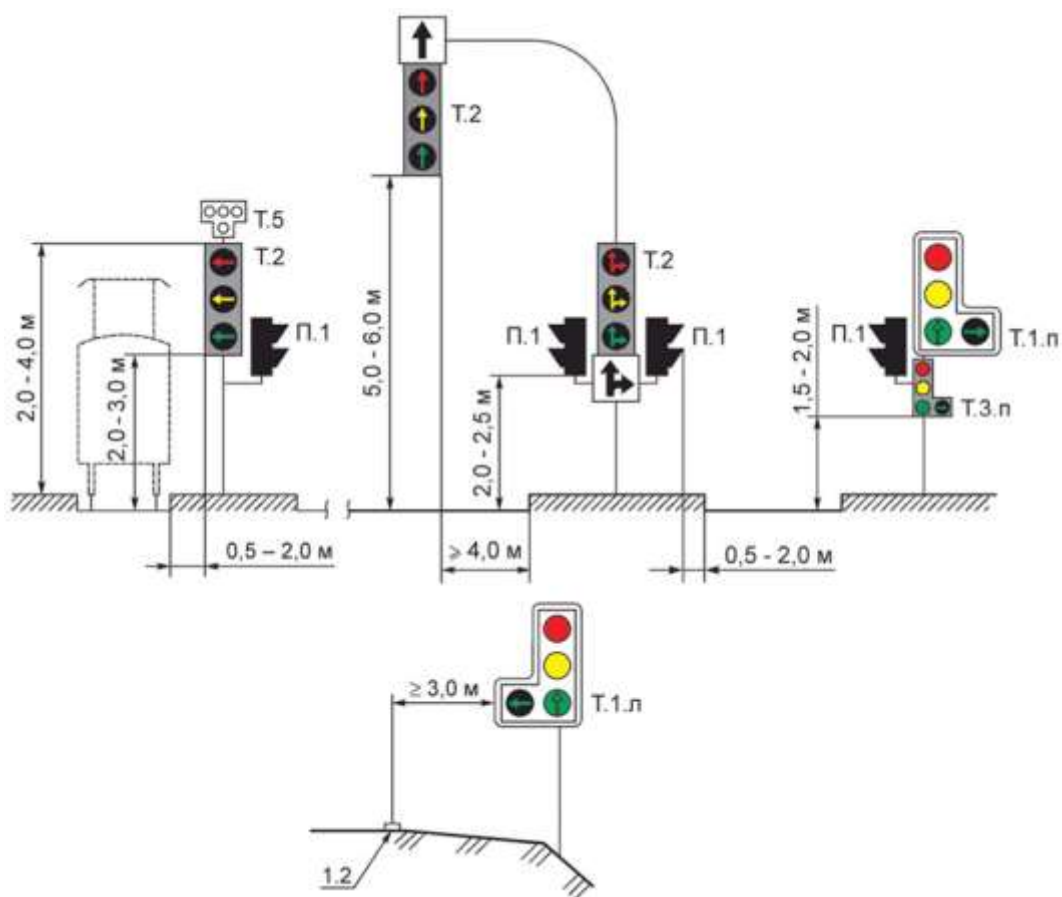 Т.2
Т.5
Т.2
Т.2
П.1
П.1
П.1
П.1
Т.1.п
Т.3.п
2,0 - 4,0 м
2,0 - 3,0 м
5,0 - 6,0 м
2,0 - 2,5 м
1,5 - 2,0 м
0,5 – 2,0 м
⩾ 4,0 м
0,5 - 2,0 м
≥ 3,0 м
Т.1.л
1.2